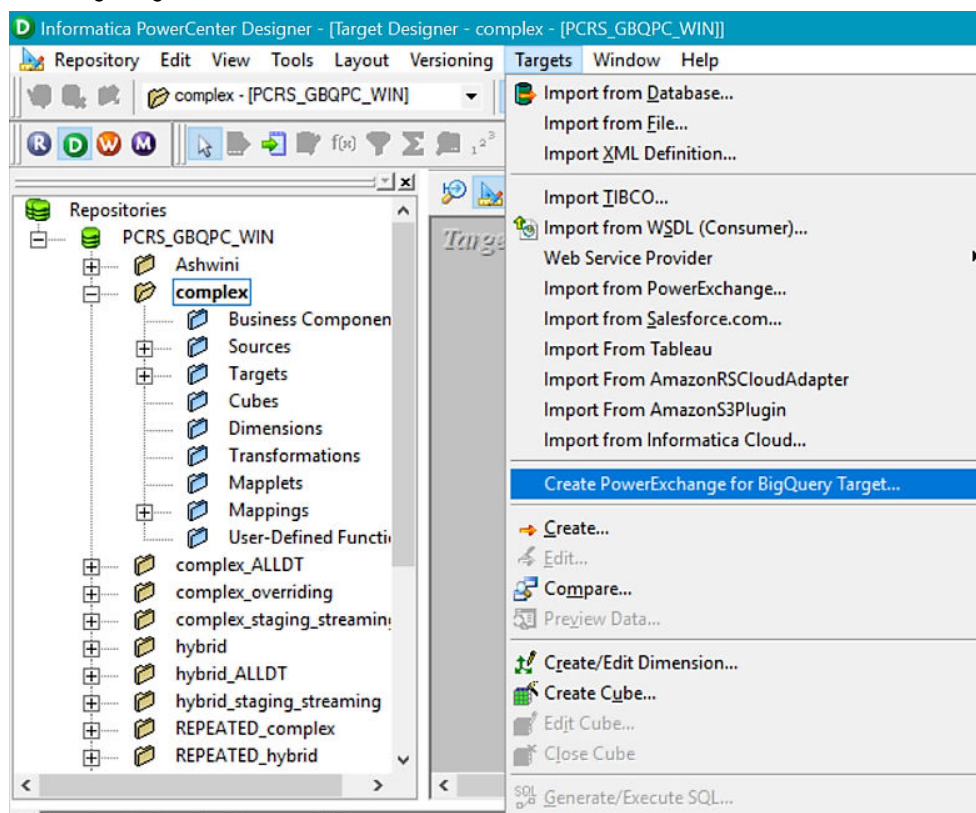 Informatica PowerCenter Designer - [Target Designer - complex - [PCRS_GBQPC_WIN]]
Repository Edit View Tools Layout Versioning Targets Window Help
complex - [PCRS_GBQPC_WIN]
R D W M f(x) Σ 1 2 3
Repositories
PCRS_GBQPC_WIN
Ashwini
complex
Business Componen
Sources
Targets
Cubes
Dimensions
Transformations
Mapplets
Mappings
User-Defined Functi
complex_ALLDT
complex_overriding
complex_staging_streamin
hybrid
hybrid_ALLDT
hybrid_staging_streaming
REPEATED_complex
REPEATED_hybrid
Targe
Import from Database...
Import from File...
Import XML Definition...
Import TIBCO...
Import from WSDL (Consumer)...
Web Service Provider
Import from PowerExchange...
Import from Salesforce.com...
Import From Tableau
Import From AmazonRSCloudAdapter
Import From AmazonS3Plugin
Import from Informatica Cloud...
Create PowerExchange for BigQuery Target...
Create...
Edit...
Compare...
Preview Data...
Create/Edit Dimension...
Create Cube...
Edit Cube...
Close Cube
SQL Generate/Execute SQL...